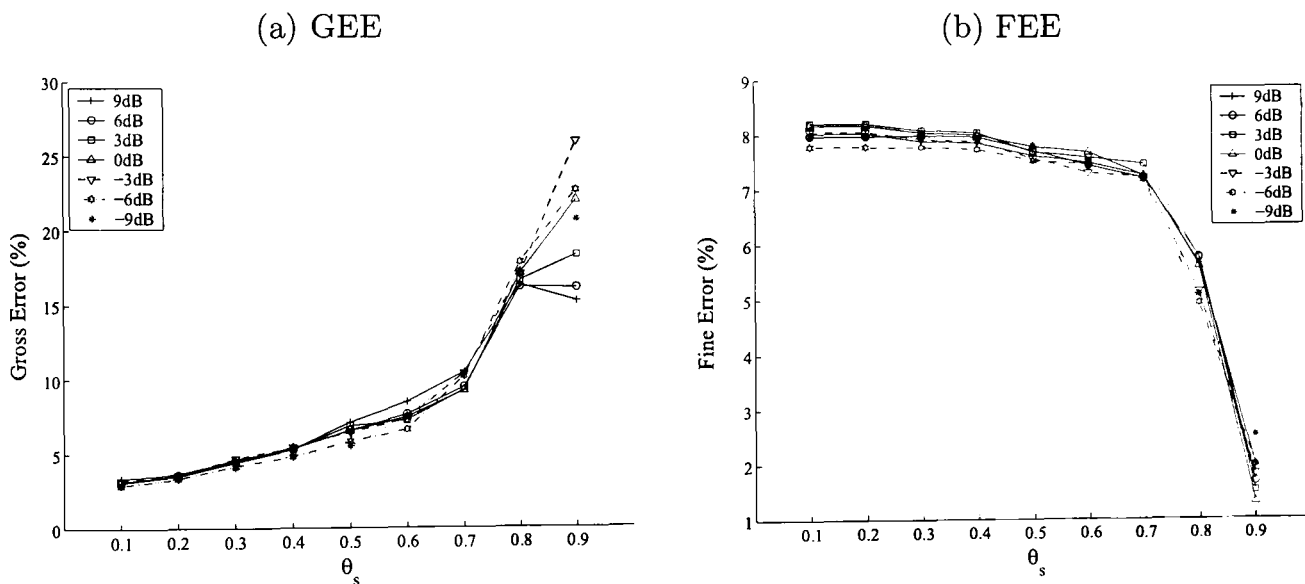 (a) GEE
30
25
20
15
10
5
0
Gross Error (%)
9dB
6dB
3dB
0dB
−3dB
−6dB
−9dB
0.1 0.2 0.3 0.4 0.5 0.6 0.7 0.8 0.9
θs
(b) FEE
9
8
7
6
5
4
3
2
1
Fine Error (%)
9dB
6dB
3dB
0dB
−3dB
−6dB
−9dB
0.1 0.2 0.3 0.4 0.5 0.6 0.7 0.8 0.9
θs